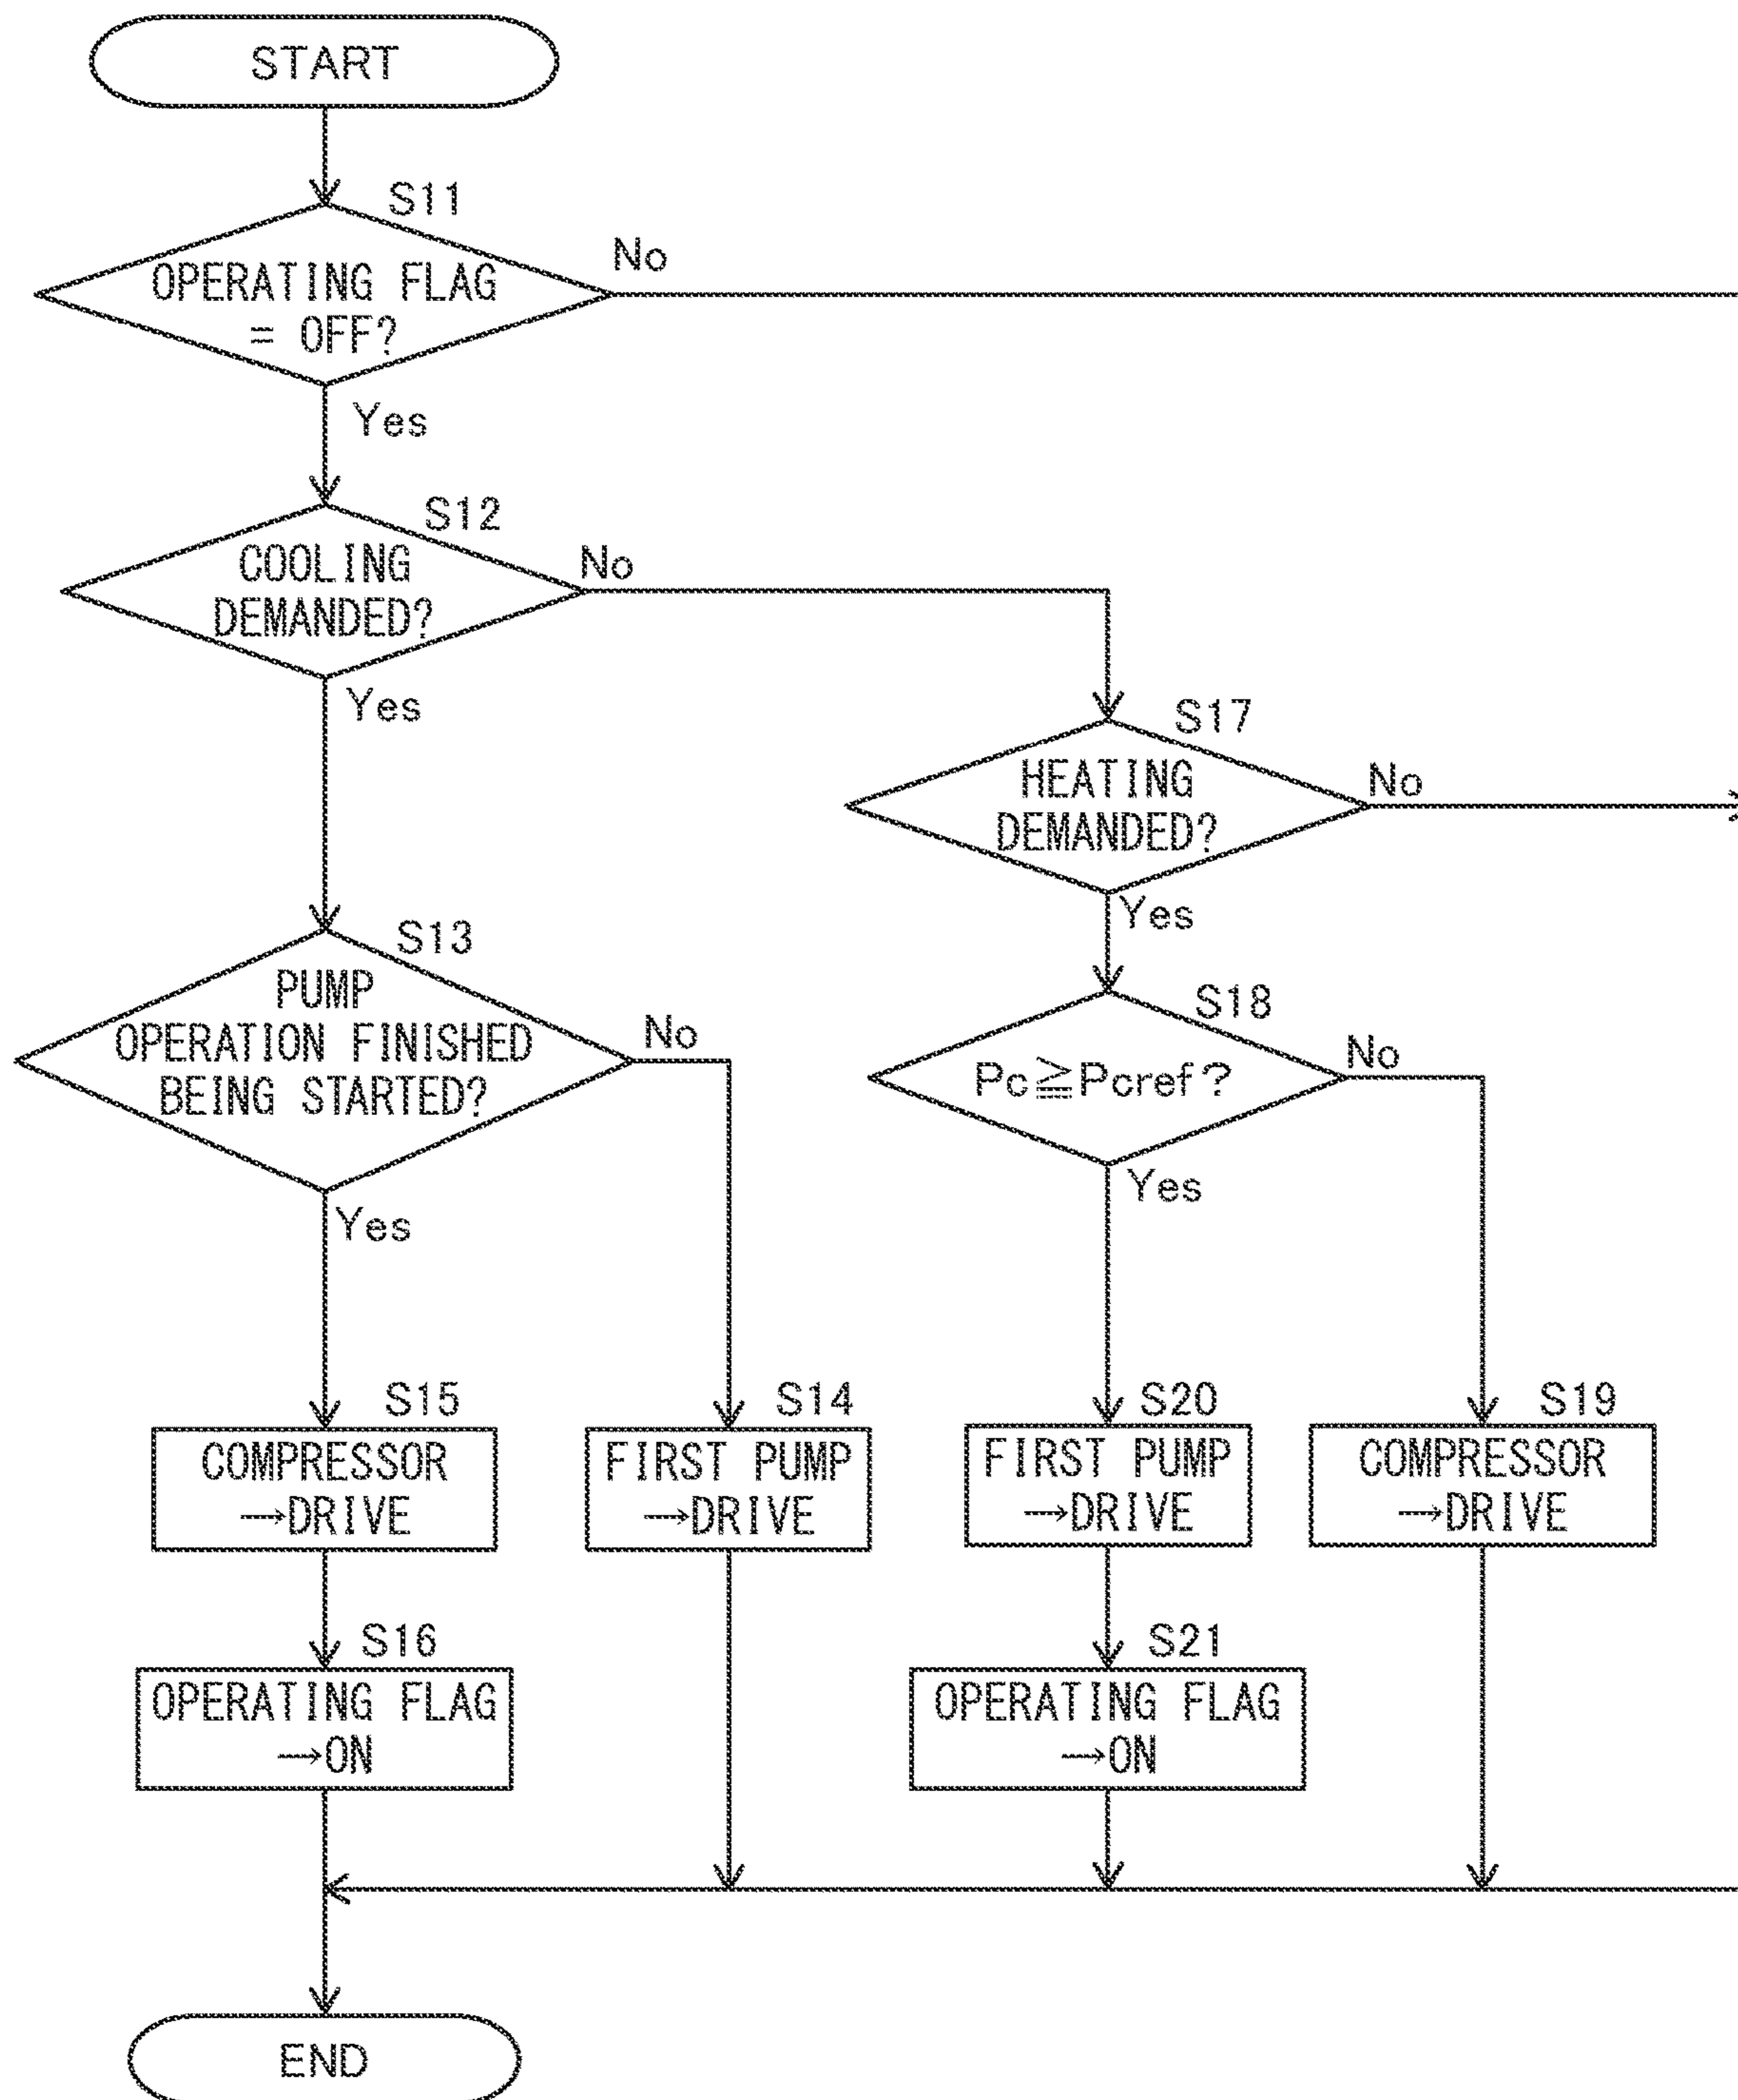 START
S11
OPERATING FLAG
= OFF?
No
Yes
S12
COOLING
DEMANDED?
No
Yes
S17
HEATING
DEMANDED?
No
Yes
S13
PUMP
OPERATION FINISHED
BEING STARTED?
No
Yes
S18
Pc≧Pcref?
No
Yes
S15
COMPRESSOR
→DRIVE
S14
FIRST PUMP
→DRIVE
S20
FIRST PUMP
→DRIVE
S19
COMPRESSOR
→DRIVE
S16
OPERATING FLAG
→ON
S21
OPERATING FLAG
→ON
END